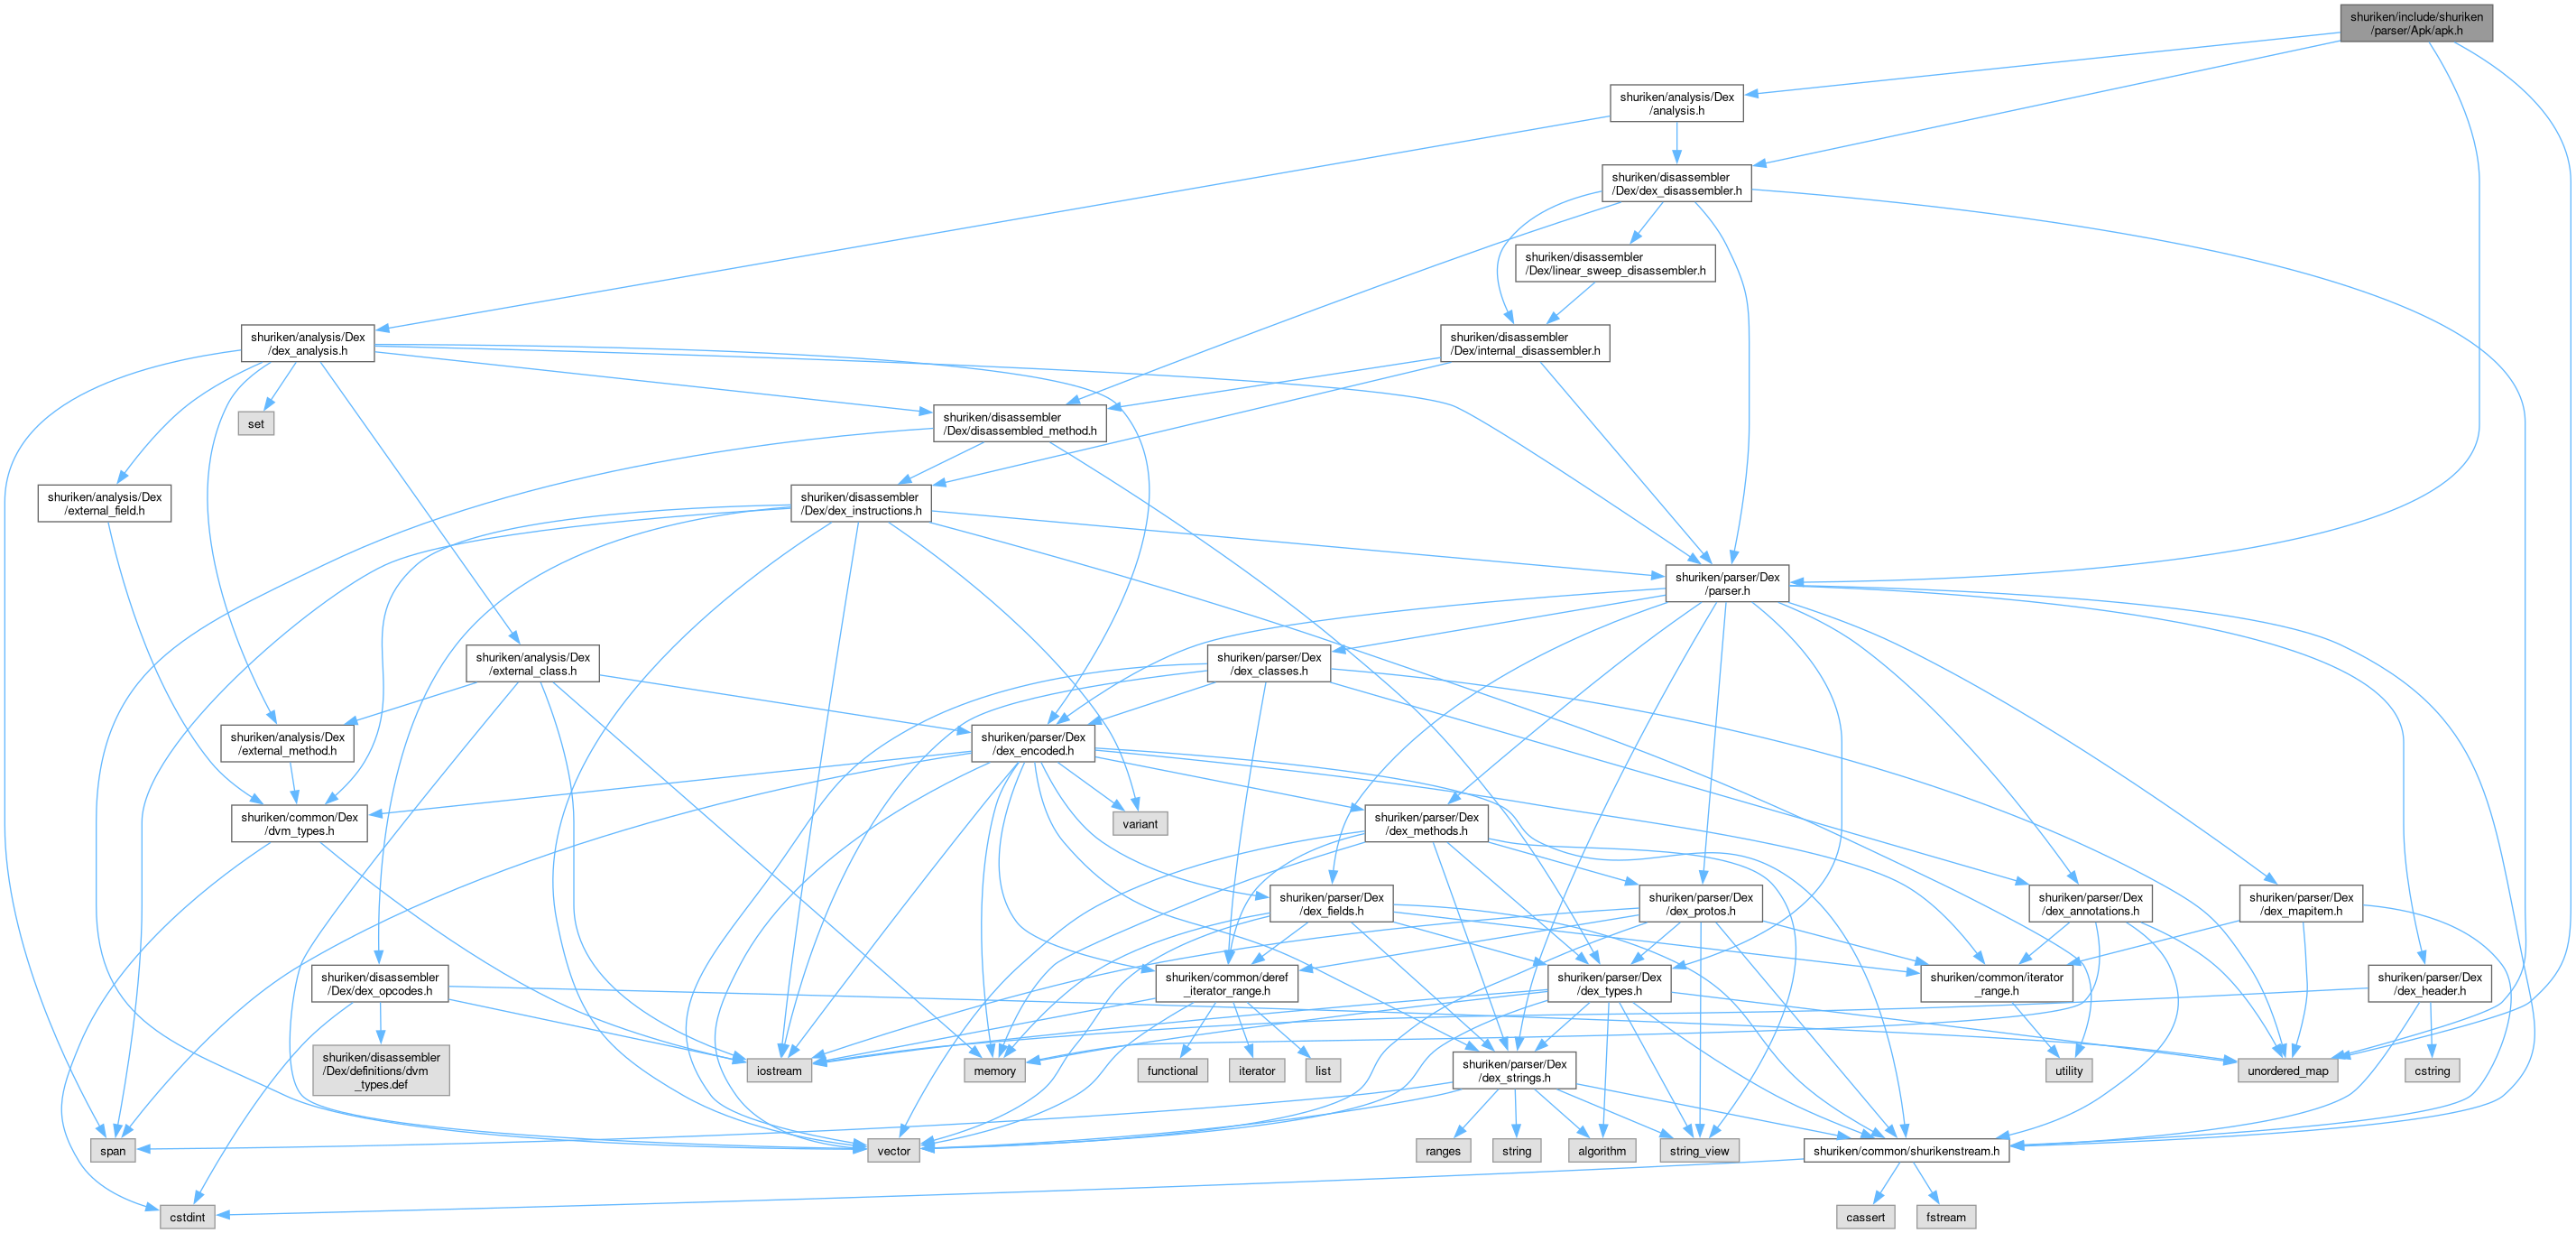 shuriken/include/shuriken
/parser/Apk/apk.h
shuriken/analysis/Dex
/analysis.h
shuriken/disassembler
/Dex/dex_disassembler.h
shuriken/disassembler
/Dex/linear_sweep_disassembler.h
shuriken/analysis/Dex
/dex_analysis.h
shuriken/disassembler
/Dex/internal_disassembler.h
set
shuriken/disassembler
/Dex/disassembled_method.h
shuriken/analysis/Dex
/external_field.h
shuriken/disassembler
/Dex/dex_instructions.h
shuriken/parser/Dex
/parser.h
shuriken/analysis/Dex
/external_class.h
shuriken/parser/Dex
/dex_classes.h
shuriken/analysis/Dex
/external_method.h
shuriken/parser/Dex
/dex_encoded.h
shuriken/common/Dex
/dvm_types.h
variant
shuriken/parser/Dex
/dex_methods.h
shuriken/parser/Dex
/dex_fields.h
shuriken/parser/Dex
/dex_protos.h
shuriken/parser/Dex
/dex_annotations.h
shuriken/parser/Dex
/dex_mapitem.h
shuriken/disassembler
/Dex/dex_opcodes.h
shuriken/common/deref
_iterator_range.h
shuriken/parser/Dex
/dex_types.h
shuriken/common/iterator
_range.h
shuriken/parser/Dex
/dex_header.h
shuriken/disassembler
/Dex/definitions/dvm
_types.def
iostream
memory
functional
iterator
list
shuriken/parser/Dex
/dex_strings.h
utility
unordered_map
cstring
span
vector
ranges
string
algorithm
string_view
shuriken/common/shurikenstream.h
cstdint
cassert
fstream